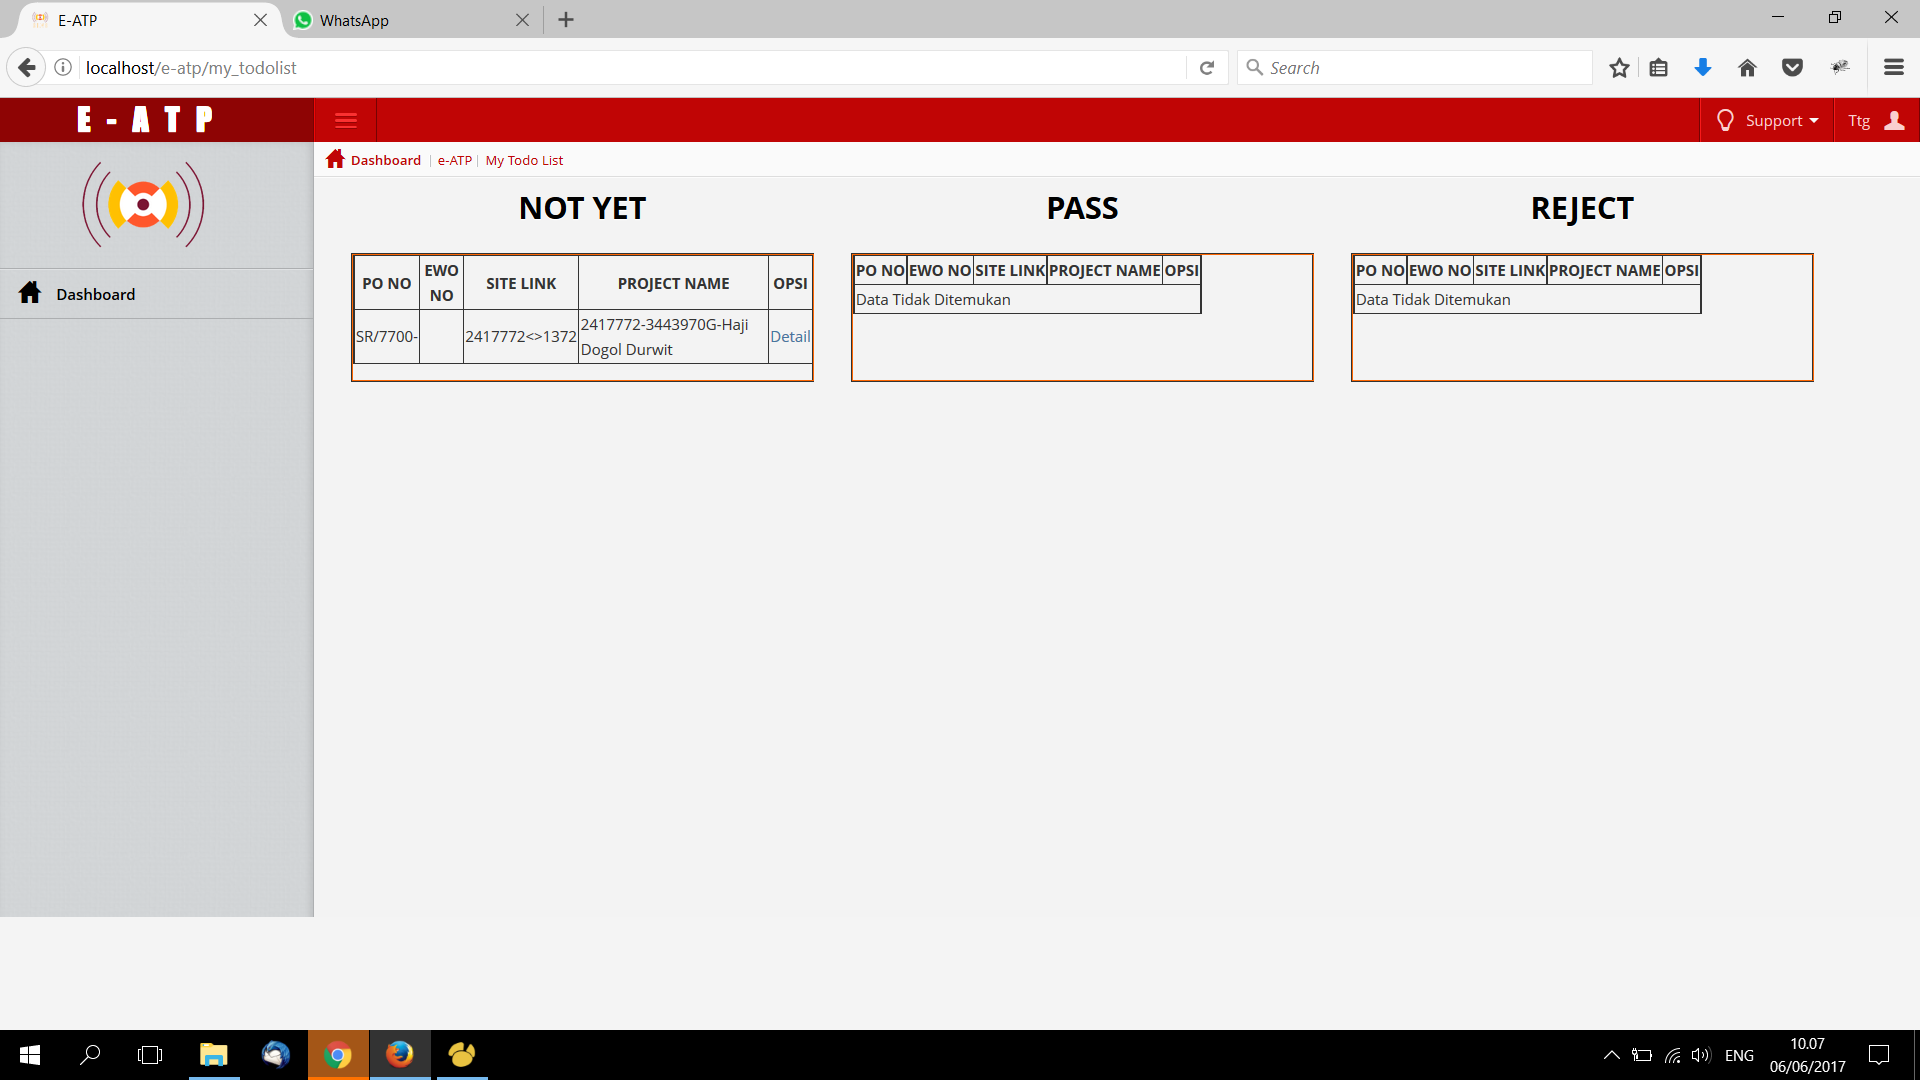 E-ATP
WhatsApp
localhost/e-atp/my_todolist
Search
E - A T P
Support
Ttg
Dashboard | e-ATP | My Todo List
Dashboard
NOT YET
PO NO EWO NO SITE LINK PROJECT NAME OPSI
SR/7700- 2417772<>1372 2417772-3443970G-Haji Dogol Durwit Detail
PASS
PO NO EWO NO SITE LINK PROJECT NAME OPSI
Data Tidak Ditemukan
REJECT
PO NO EWO NO SITE LINK PROJECT NAME OPSI
Data Tidak Ditemukan
ENG
10.07
06/06/2017